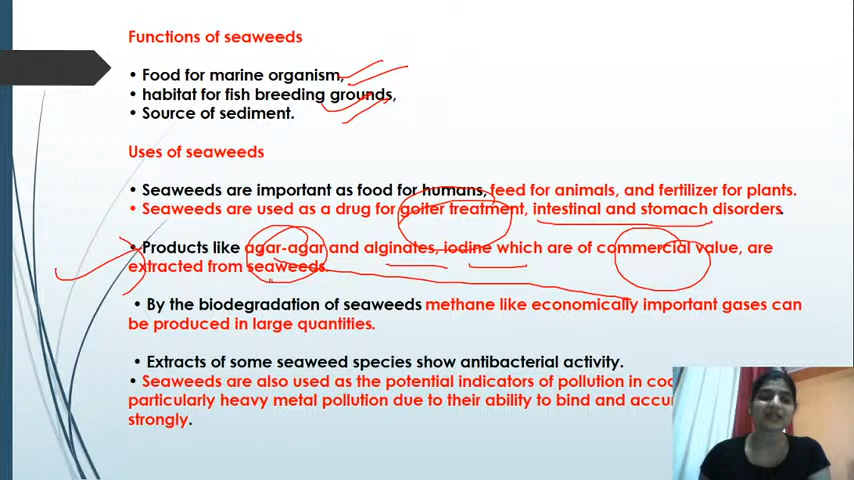 Functions of seaweeds
• Food for marine organism,
• habitat for fish breeding grounds,
• Source of sediment.
Uses of seaweeds
• Seaweeds are important as food for humans, feed for animals, and fertilizer for plants.
• Seaweeds are used as a drug for goiter treatment, intestinal and stomach disorders.
• Products like agar-agar and alginates, iodine which are of commercial value, are
extracted from seaweeds.
• By the biodegradation of seaweeds methane like economically important gases can
be produced in large quantities.
• Extracts of some seaweed species show antibacterial activity.
• Seaweeds are also used as the potential indicators of pollution in
particularly heavy metal pollution due to their ability to bind and
strongly.